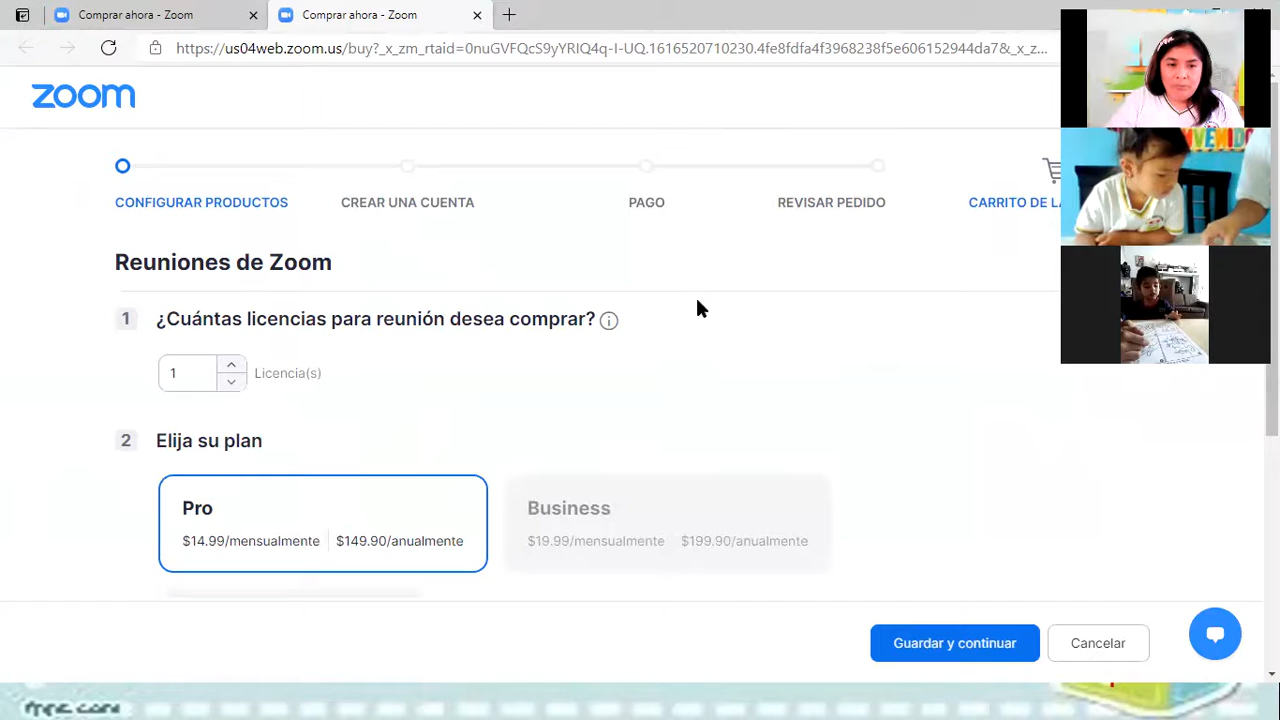 Comprar ahora - Zoom
Comprar ahora - Zoom
https://us04web.zoom.us/buy?_x_zm_rtaid=0nuGVFQcS9yYRIQ4q-I-UQ.1616520710230.4fe8fdfa4f3968238f5e606152944da7&_x_z...
zoom
CONFIGURAR PRODUCTOS
CREAR UNA CUENTA
PAGO
REVISAR PEDIDO
CARRITO DE LA
Reuniones de Zoom
1 ¿Cuántas licencias para reunión desea comprar?
1 Licencia(s)
2 Elija su plan
Pro
$14.99/mensualmente $149.90/anualmente
Business
$19.99/mensualmente $199.90/anualmente
Guardar y continuar
Cancelar